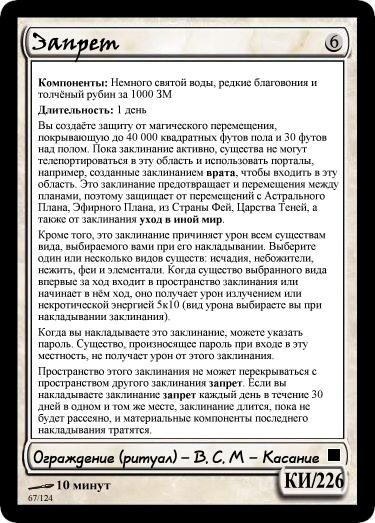 Запрет
6
Компоненты: Немного святой воды, редкие благовония и
толчёный рубин за 1000 ЗМ
Длительность: 1 день
Вы создаёте защиту от магического перемещения,
покрывающую до 40 000 квадратных футов пола и 30 футов
над полом. Пока заклинание активно, существа не могут
телепортироваться в эту область и использовать порталы,
например, созданные заклинанием врата, чтобы войти в эту
область. Это заклинание предотвращает и перемещения между
планами, поэтому защищает от перемещений с Астрального
Плана, Эфирного Плана, из Страны Фей, Царства Теней, а
также от заклинания уход в иной мир.
Кроме того, это заклинание причиняет урон всем существам
вида, выбираемого вами при его накладывании. Выберите
один или несколько видов существ: исчадия, небожители,
нежить, феи и элементали. Когда существо выбранного вида
впервые за ход входит в пространство заклинания или
начинает в нём ход, оно получает урон излучением или
некротической энергией 5к10 (вид урона выбираете вы при
накладывании заклинания).
Когда вы накладываете это заклинание, можете указать
пароль. Существо, произносящее пароль при входе в эту
местность, не получает урон от этого заклинания.
Пространство этого заклинания не может перекрываться с
пространством другого заклинания запрет. Если вы
накладываете заклинание запрет каждый день в течение 30
дней в одном и том же месте, заклинание длится, пока не
будет рассеяно, и материальные компоненты последнего
накладывания тратятся.
Ограждение (ритуал) – В, С, М – Касание
КИ/226
10 минут
67/124